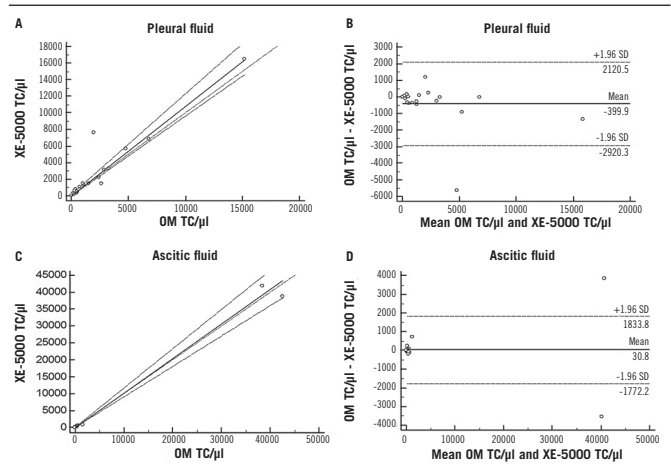 A
Pleural fluid
XE-5000 TC/µl
18000
16000
14000
12000
10000
8000
6000
4000
2000
0
0 5000 10000 15000 20000
OM TC/µl
B
Pleural fluid
OM TC/µl - XE-5000 TC/µl
3000
2000
1000
0
-1000
-2000
-3000
-4000
-5000
-6000
+1.96 SD
2120.5
Mean
-399.9
-1.96 SD
-2920.3
0 5000 10000 15000 20000
Mean OM TC/µl and XE-5000 TC/µl
C
Ascitic fluid
XE-5000 TC/µl
45000
40000
35000
30000
25000
20000
15000
10000
5000
0
0 10000 20000 30000 40000 50000
OM TC/µl
D
Ascitic fluid
OM TC/µl - XE-5000 TC/µl
4000
3000
2000
1000
0
-1000
-2000
-3000
-4000
+1.96 SD
1833.8
Mean
30.8
-1.96 SD
-1772.2
0 10000 20000 30000 40000 50000
Mean OM TC/µl and XE-5000 TC/µl